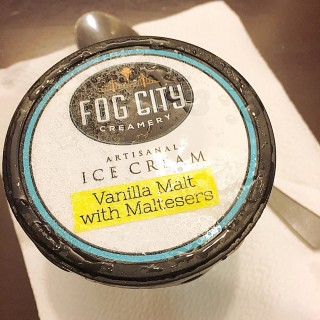 FOG CITY
CREAMERY
ARTISANAL
ICE CREAM
Vanilla Malt
with Maltesers